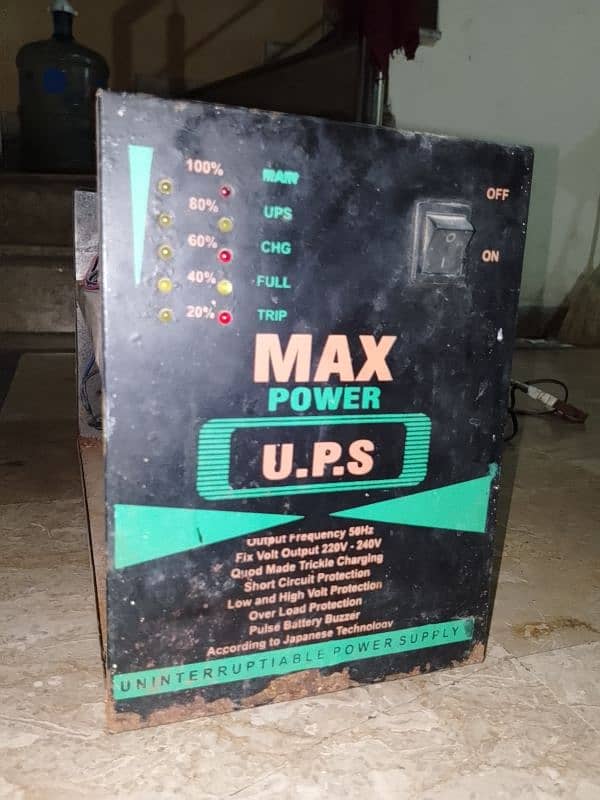 100% MAIN
80% UPS
60% CHG
40% FULL
20% TRIP
OFF
ON
MAX
POWER
U.P.S
Output Frequency 50Hz
Fix Volt Output 220V - 240V
Quod Made Trickle Charging
Short Circuit Protection
Low and High Volt Protection
Over Load Protection
Pulse Battery Buzzer
According to Japanese Technology
UNINTERRUPTIABLE POWER SUPPLY